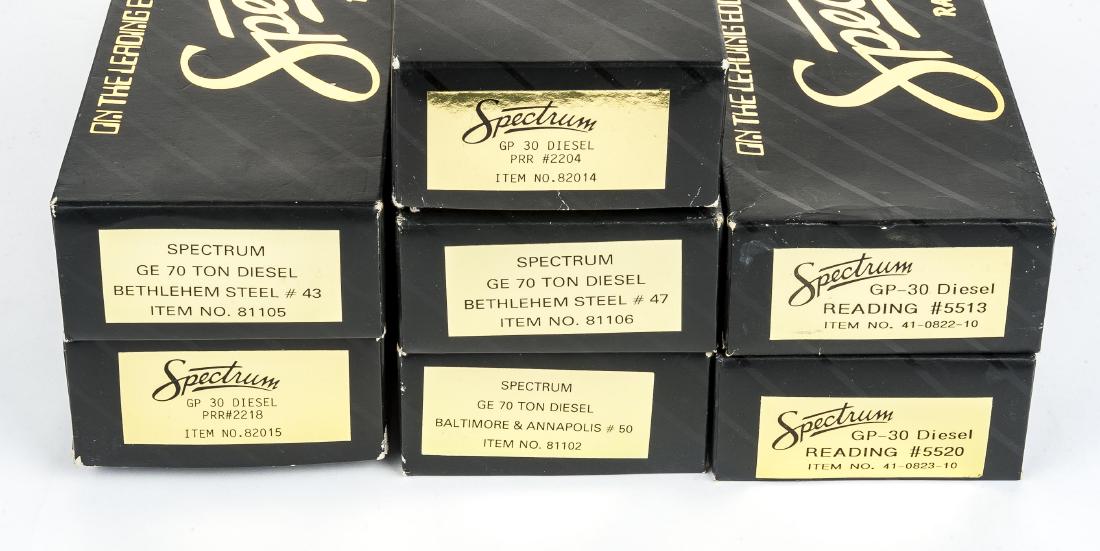 ON THE LEADING
Spectrum
SPECTRUM
GE 70 TON DIESEL
BETHLEHEM STEEL # 43
ITEM NO. 81105
Spectrum
GP 30 DIESEL
PRR#2218
ITEM NO.82015
Spectrum
GP 30 DIESEL
PRR #2204
ITEM NO.82014
SPECTRUM
GE 70 TON DIESEL
BETHLEHEM STEEL # 47
ITEM NO. 81106
SPECTRUM
GE 70 TON DIESEL
BALTIMORE & ANNAPOLIS # 50
ITEM NO. 81102
ON THE LEADING
Spectrum
GP-30 Diesel
READING #5513
ITEM NO. 41-0822-10
Spectrum
GP-30 Diesel
READING #5520
ITEM NO. 41-0823-10